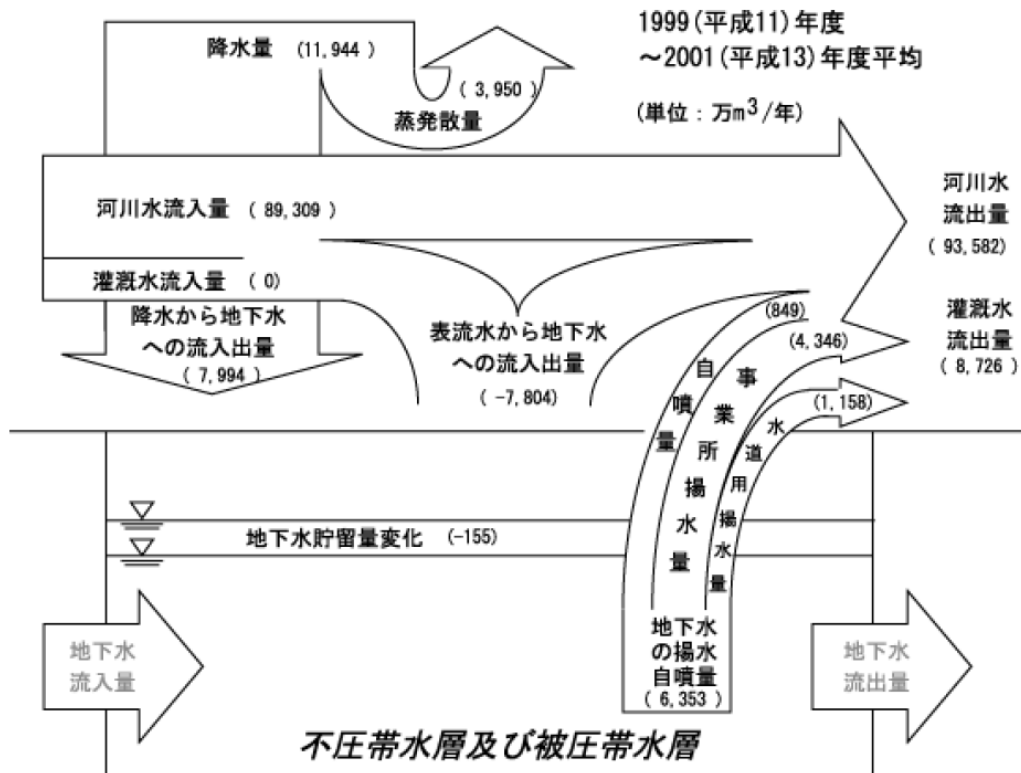 1999(平成11)年度
～2001(平成13)年度平均
(単位：万m³/年)
降水量 (11,944)
( 3,950 )
蒸発散量
河川水流入量 ( 89,309 )
河川水
流出量
( 93,582)
灌漑水流入量 ( 0)
降水から地下水
への流入出量
( 7,994)
表流水から地下水
への流入出量
( -7,804)
(849)
(4,346)
灌漑水
流出量
( 8,726)
(1,158)
自噴量
事業所揚水量
水道用揚水量
地下水貯留量変化 (-155)
地下水
流入量
地下水
の揚水
自噴量
( 6,353 )
地下水
流出量
不圧帯水層及び被圧帯水層